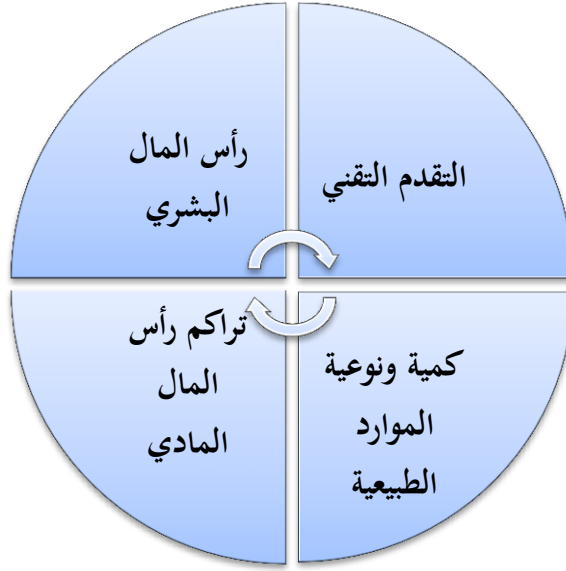 التقدم التقني
رأس المال
البشري
كمية ونوعية
الموارد
الطبيعية
تراكم رأس
المال
المادي